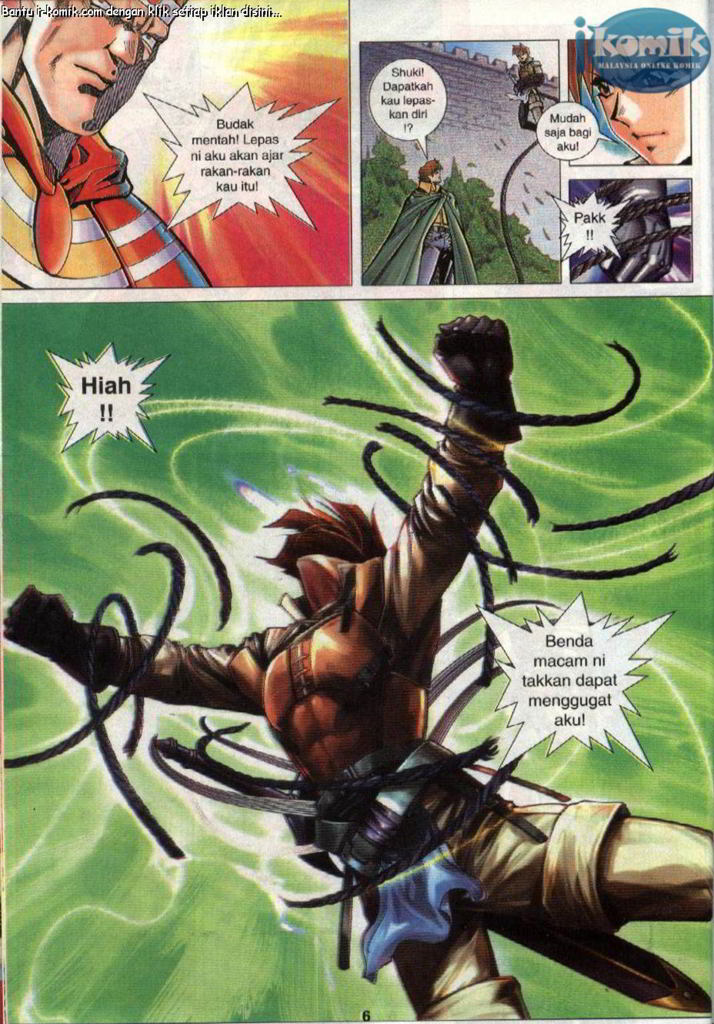 Bantu i-komik.com dengan klik setiap iklan disini...
ikomik
MALAYSIA ONLINE KOMIK
Budak
mentah! Lepas
ni aku akan ajar
rakan-rakan
kau itu!
Shuki!
Dapatkah
kau lepas-
kan diri
!?
Mudah
saja bagi
aku!
Pakk
!!
Hiah
!!
Benda
macam ni
takkan dapat
menggugat
aku!
6